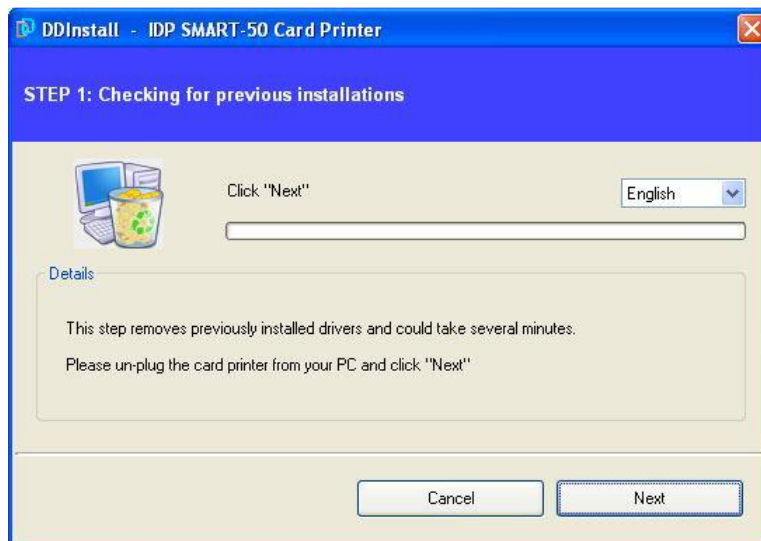 DDInstall - IDP SMART-50 Card Printer
STEP 1: Checking for previous installations
Click "Next"
English
Details
This step removes previously installed drivers and could take several minutes.
Please un-plug the card printer from your PC and click "Next"
Cancel
Next